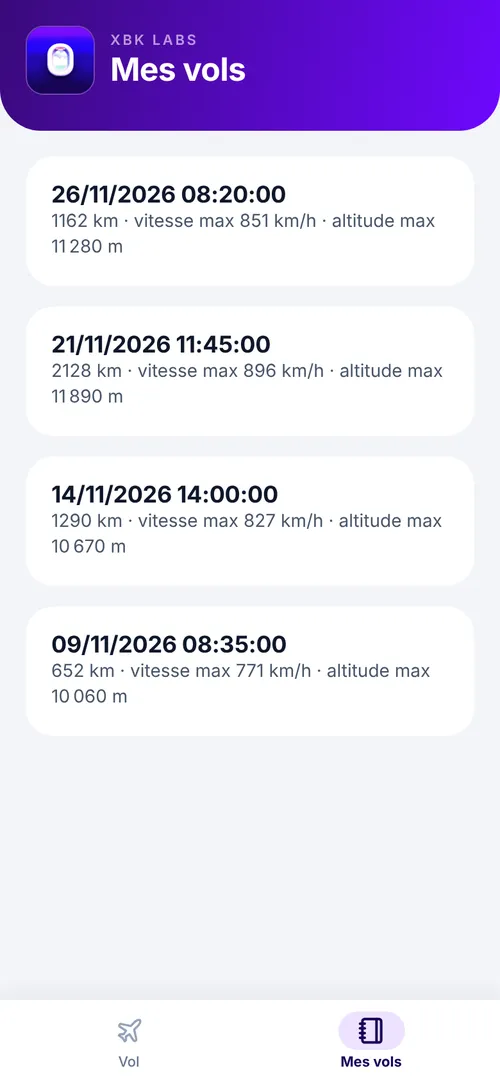 XBK LABS
Mes vols
26/11/2026 08:20:00
1162 km · vitesse max 851 km/h · altitude max
11 280 m
21/11/2026 11:45:00
2128 km · vitesse max 896 km/h · altitude max
11 890 m
14/11/2026 14:00:00
1290 km · vitesse max 827 km/h · altitude max
10 670 m
09/11/2026 08:35:00
652 km · vitesse max 771 km/h · altitude max
10 060 m
Vol
Mes vols